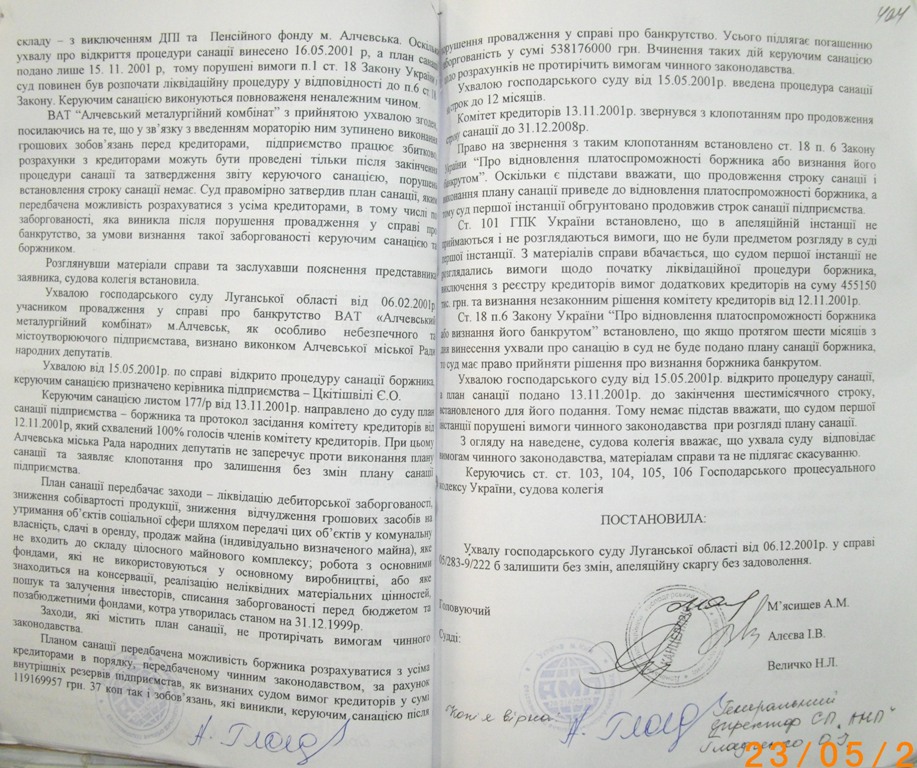 складу – з виключенням ДПІ та Пенсійного фонду м. Алчевська. Оскільки
ухвалу про відкриття процедури санації винесено 16.05.2001 р, а план санації
подано лише 15. 11. 2001 р, тому порушені вимоги п.1 ст. 18 Закону України і
суд повинен був розпочати ліквідаційну процедуру у відповідності до п.6 ст.
Закону. Керуючим санацією виконуються повноваженя неналежним чином.
ВАТ “Алчевський металургійний комбінат” з прийнятою ухвалою
посилаючись на те, що у зв’язку з введенням мораторію ним зупинено
грошових зобов’язань перед кредиторами, підприємство працює
розрахунки з кредиторами можуть бути проведені тільки після
процедури санації та затвердження звіту керуючого санацією,
встановлення строку санації немає. Суд правомірно затвердив план санації,
передбачена можливість розрахуватися з усіма кредиторами, в тому числі
заборгованості, яка виникла після порушення провадження у справі про
банкрутство, за умови визнання такої заборгованості керуючим санацією та
боржником.
Розглянувши матеріали справи та заслухавши пояснення представника
заявника, судова колегія встановила.
Ухвалою господарського суду Луганської області від 06.02.2001р.
учасником провадження у справі про банкрутство ВАТ «Алчевський
металургійний комбінат» м.Алчевськ, як особливо небезпечного та
містоутворюючого підприємства, визнано виконком Алчевської міської Ради
народних депутатів.
Ухвалою від 15.05.2001р. по справі відкрито процедуру санації боржника,
керуючим санацією призначено керівника підприємства – Цкітішвілі Є.О.
Керуючим санацією листом 177/р від 13.11.2001р. направлено до суду план
санації підприємства – боржника та протокол засідання комітету кредиторів від
12.11.2001р, який схвалений 100% голосів членів комітету кредиторів. При цьому
Алчевська міська Рада народних депутатів не заперечує проти виконання плану
санації та заявляє клопотання про залишення без змін плану санації
підприємства.
План санації передбачає заходи – ліквідацію дебиторської заборгованості,
зниження собівартості продукції, зниження відчудження грошових засобів на
утримання об’єктів соціальної сфери шляхом передачі цих об’єктів у комунальну
власність, сдачі в оренду, продаж майна (індивідуально визначеного майна), яке
не входить до складу цілосного майнового комплексу; робота з основними
фондами, які не використовуються у основному виробництві, або яке
знаходиться на консервації, реалізацію неліквідних матеріальних цінностей,
пошук та залучення інвесторів, списання заборгованості перед бюджетом та
позабюджетними фондами, котра утворилась станом на 31.12.1999р.
Заходи, які містить план санації, не протирічать вимогам чинного
законодавства.
Планом санації передбачена можливість боржника розрахуватися з усіма
кредиторами в порядку, передбаченому чинним законодавством, за рахунок
внутрішніх резервів підприємтав, як визнаних судом вимог кредиторів у сумі
119169957 грн. 37 коп так і зобов’язань, які виникли, керуючим санацією після
порушення провадження у справі про банкрутство. Усього підлягає погашенню
заборгованість у сумі 538176000 грн. Вчинення таких дій керуючим санацією
щодо розрахунків не протирічить вимогам чинного законодавства.
Ухвалою господарського суду від 15.05.2001р. введена процедура санації
строк до 12 місяців.
Комітет кредиторів 13.11.2001р. звернувся з клопотанням про продовження
строку санації до 31.12.2008р.
Право на звернення з таким клопотанням встановлено ст. 18 п. 6 Закону
України “Про відновлення платоспроможності боржника або визнання його
банкрутом”. Оскільки є підстави вважати, що продовження строку санації і
виконання плану санації приведе до відновлення платоспроможності боржника, а
тому суд першої інстанції обгрунтовано продовжив строк санації підприємства.
Ст. 101 ГПК України встановлено, що в апеляційній інстанції не
приймаються і не розглядаються вимоги, що не були предметом розгляду в суді
першої інстанції. З матеріалів справи вбачається, що судом першої інстанції не
розглядались вимоги щодо початку ліквідаційної процедури боржника,
виключення з реєстру кредиторів вимог додаткових кредиторів на суму 455150
тис. грн. та визнання незаконним рішення комітету кредиторів від 12.11.2001р.
Ст. 18 п.6 Закону України “Про відновлення платоспроможності боржника
або визнання його банкрутом” встановлено, що якщо протягом шести місяців з
дня винесення ухвали про санацію в суд не буде подано плану санації боржника,
то суд має право прийняти рішення про визнання боржника банкрутом.
Ухвалою господарського суду від 15.05.2001р. відкрито процедуру санації,
а план санації подано 13.11.2001р. до закінчення шестимісячного строку,
встановленого для його подання. Тому немає підстав вважати, що судом першої
інстанції порушені вимоги чинного законодавства при розгляді плану санації.
З огляду на наведене, судова колегія вважає, що ухвала суду відповідає
вимогам чинного законодавства, матеріалам справи та не підлягає скасуванню.
Керуючись ст. ст. 103, 104, 105, 106 Господарського процесуального
кодексу України, судова колегія
ПОСТАНОВИЛА:
Ухвалу господарського суду Луганської області від 06.12.2001р. у справі
05/283-9/222 б залишити без змін, апеляційну скаргу без задоволення.
Головуючий М’ясищев А.М.
Судді: Алєєва І.В.
Величко Н.Л.
"Копія вірна"
Генеральний
директор СП
23/05/2